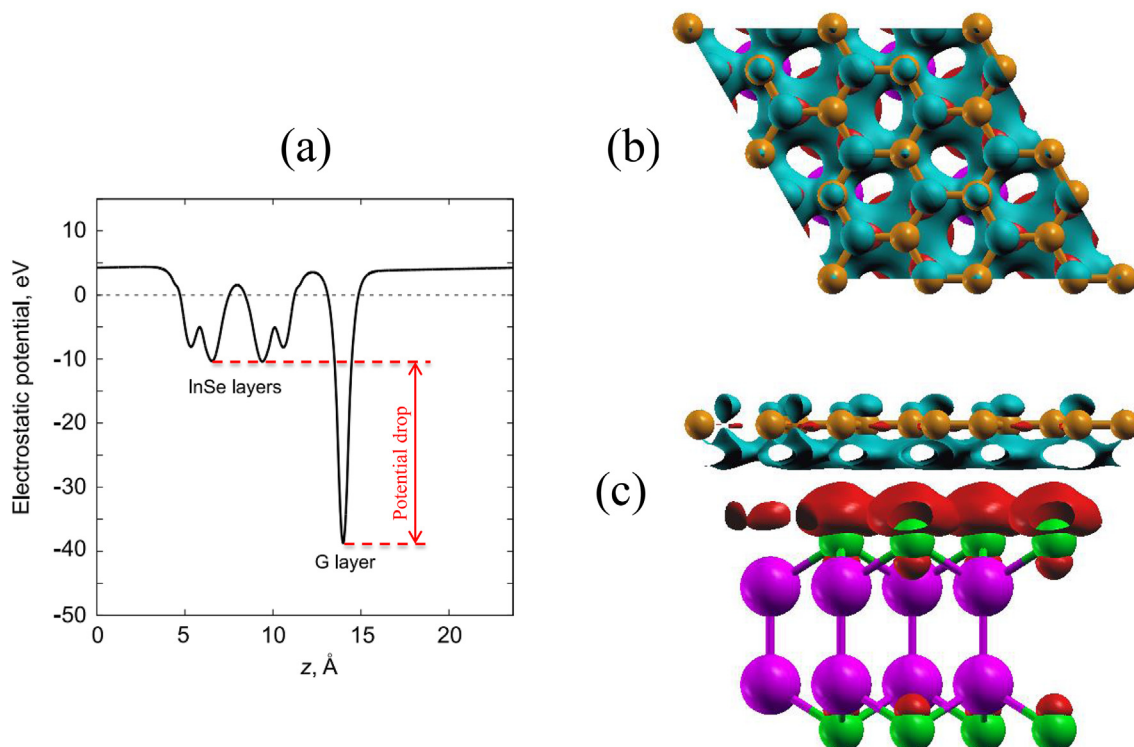 (a)
Electrostatic potential, eV
10
0
-10
-20
-30
-40
-50
InSe layers
G layer
Potential drop
0
5
10
15
20
z, Å
(b)
(c)